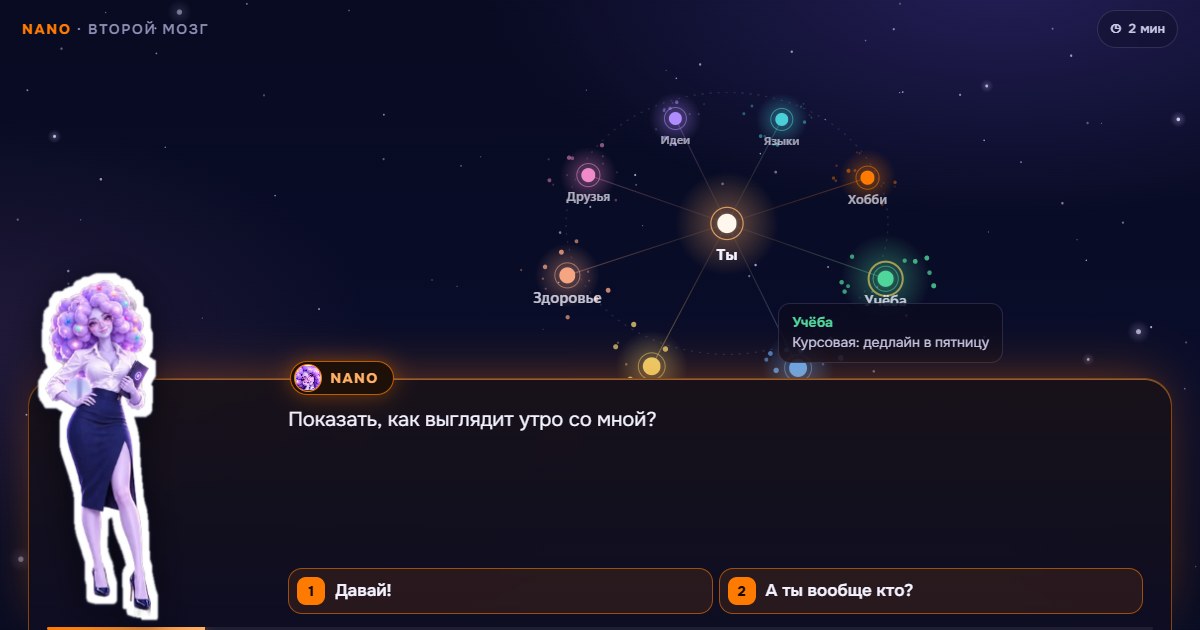 NANO · ВТОРОЙ МОЗГ
2 мин
Идеи
Языки
Друзья
Хобби
Ты
Здоровье
Учёба
Учёба
Курсовая: дедлайн в пятницу
NANO
Показать, как выглядит утро со мной?
1 Давай!
2 А ты вообще кто?